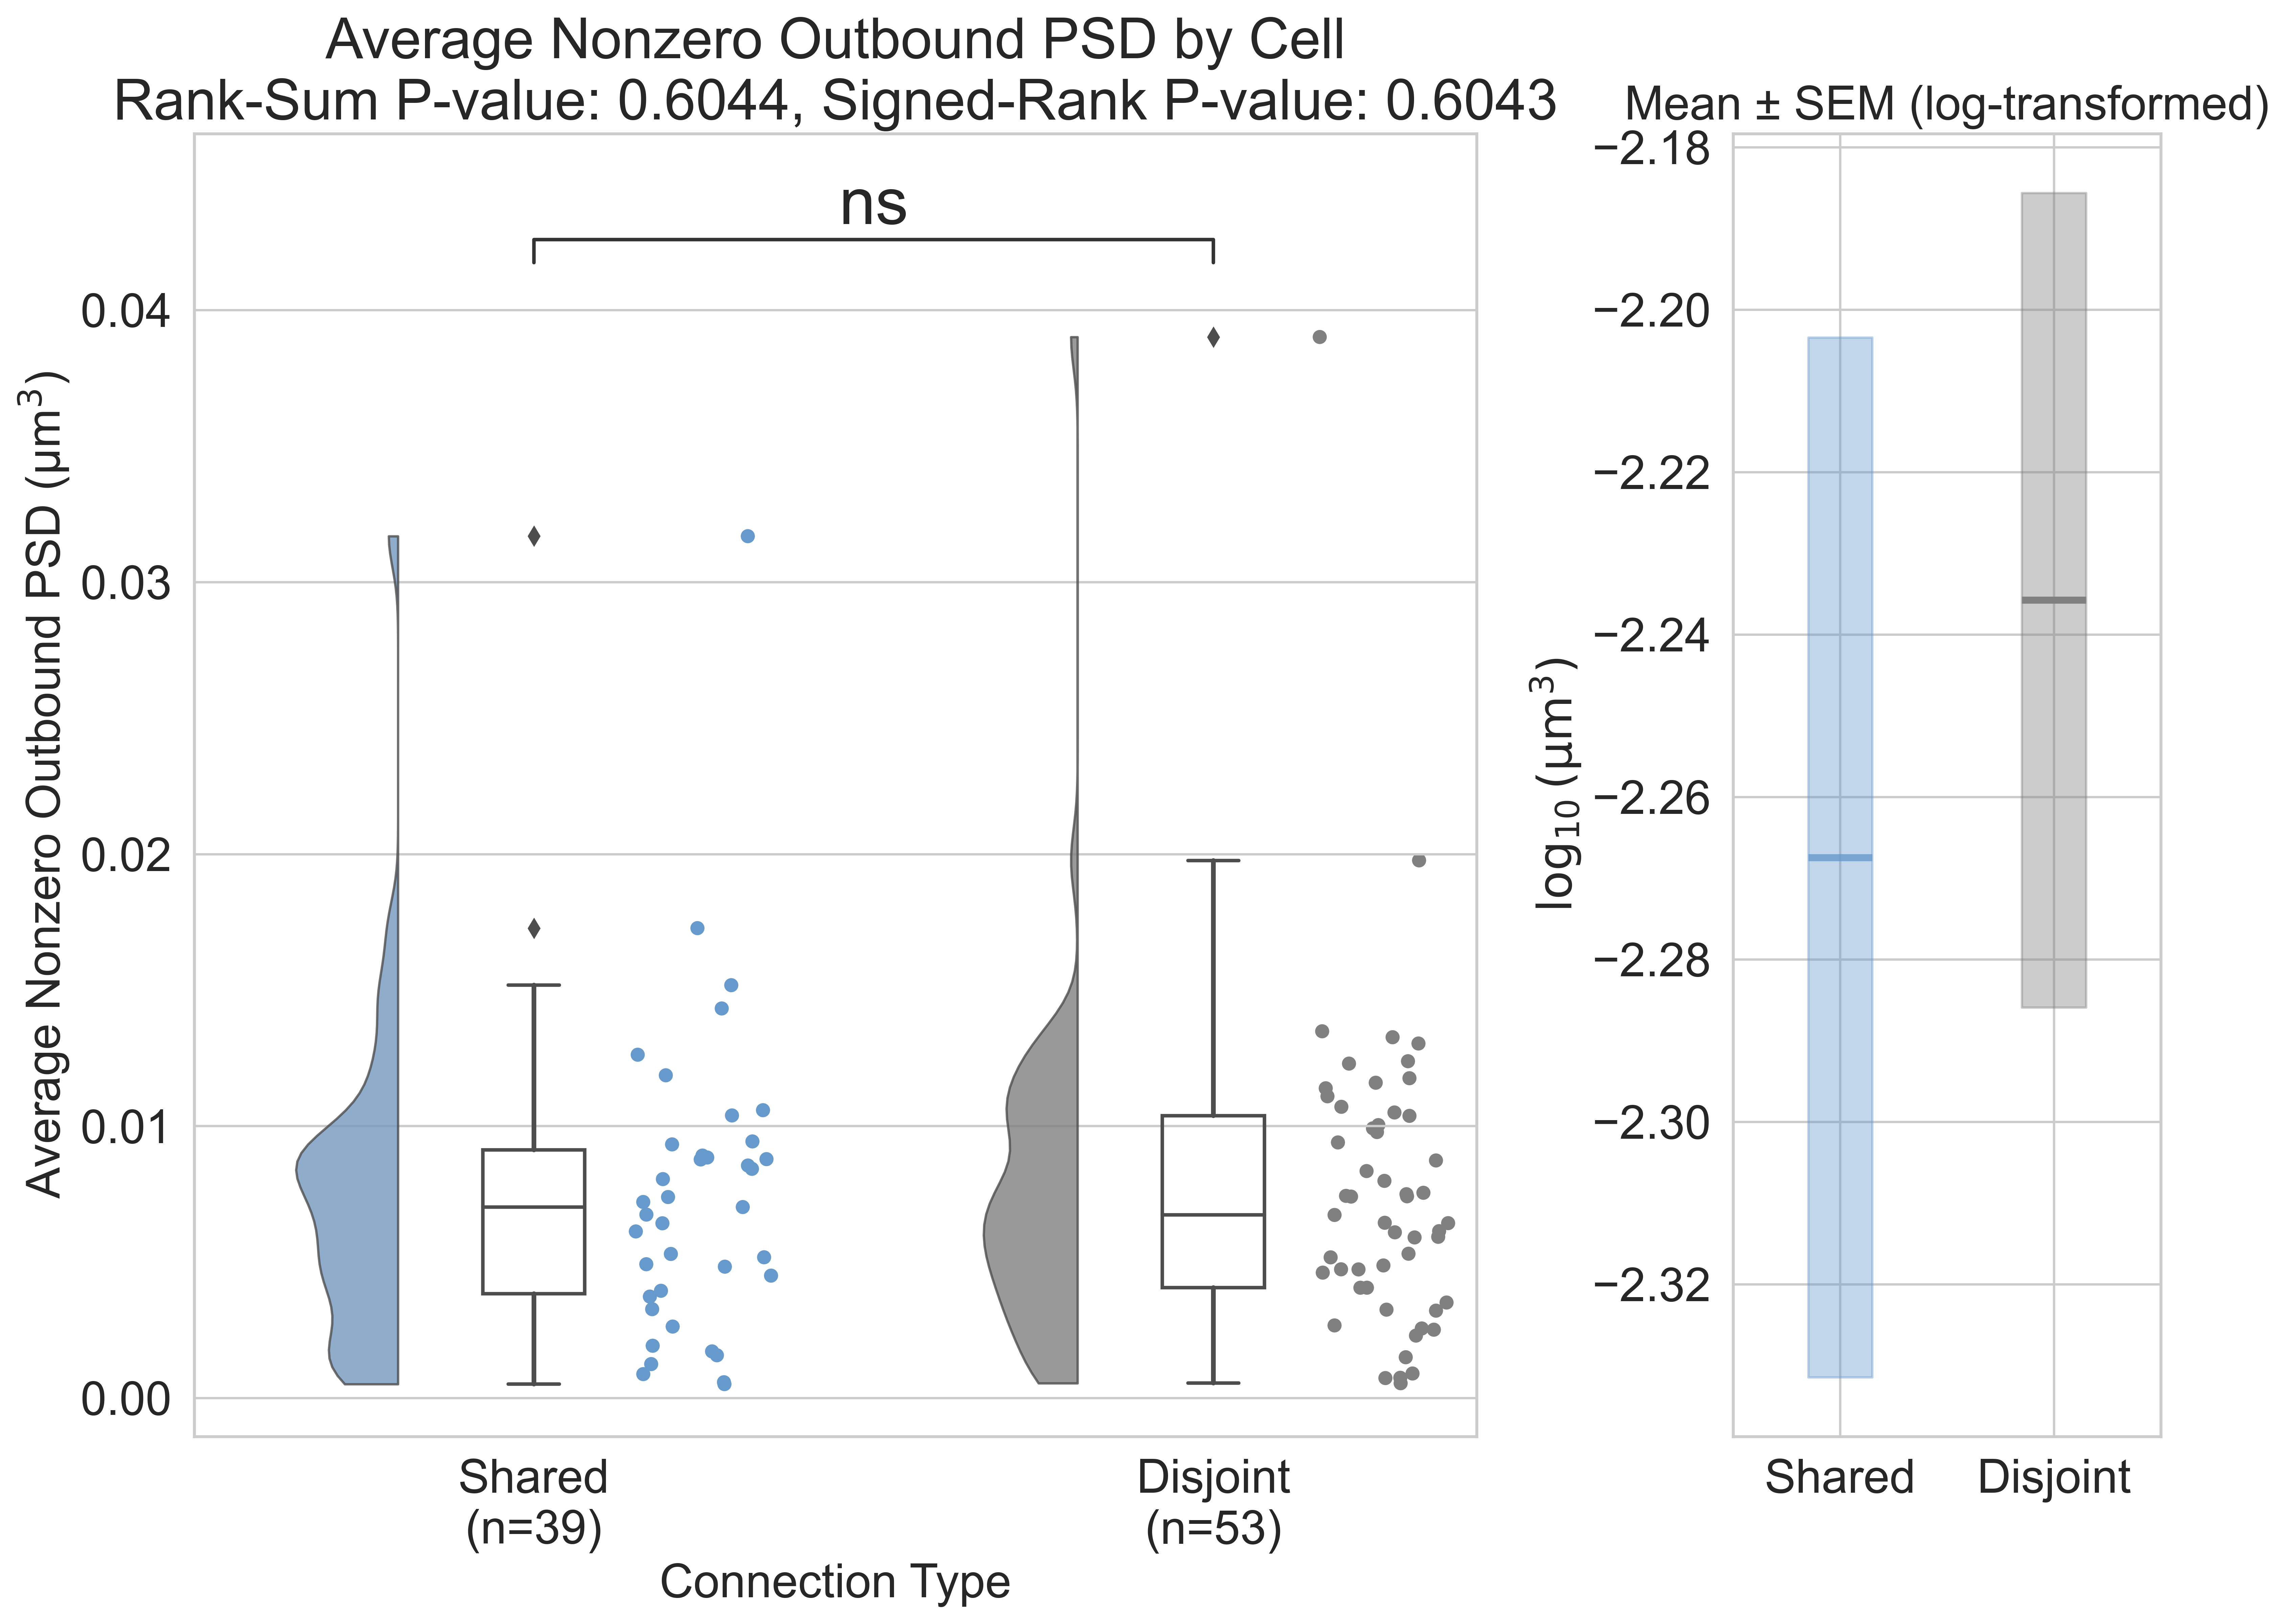 Average Nonzero Outbound PSD by Cell
Rank-Sum P-value: 0.6044, Signed-Rank P-value: 0.6043
ns
Average Nonzero Outbound PSD (µm³)
0.04
0.03
0.02
0.01
0.00
Shared
(n=39)
Disjoint
(n=53)
Connection Type
Mean ± SEM (log-transformed)
log₁₀ (µm³)
−2.18
−2.20
−2.22
−2.24
−2.26
−2.28
−2.30
−2.32
Shared
Disjoint